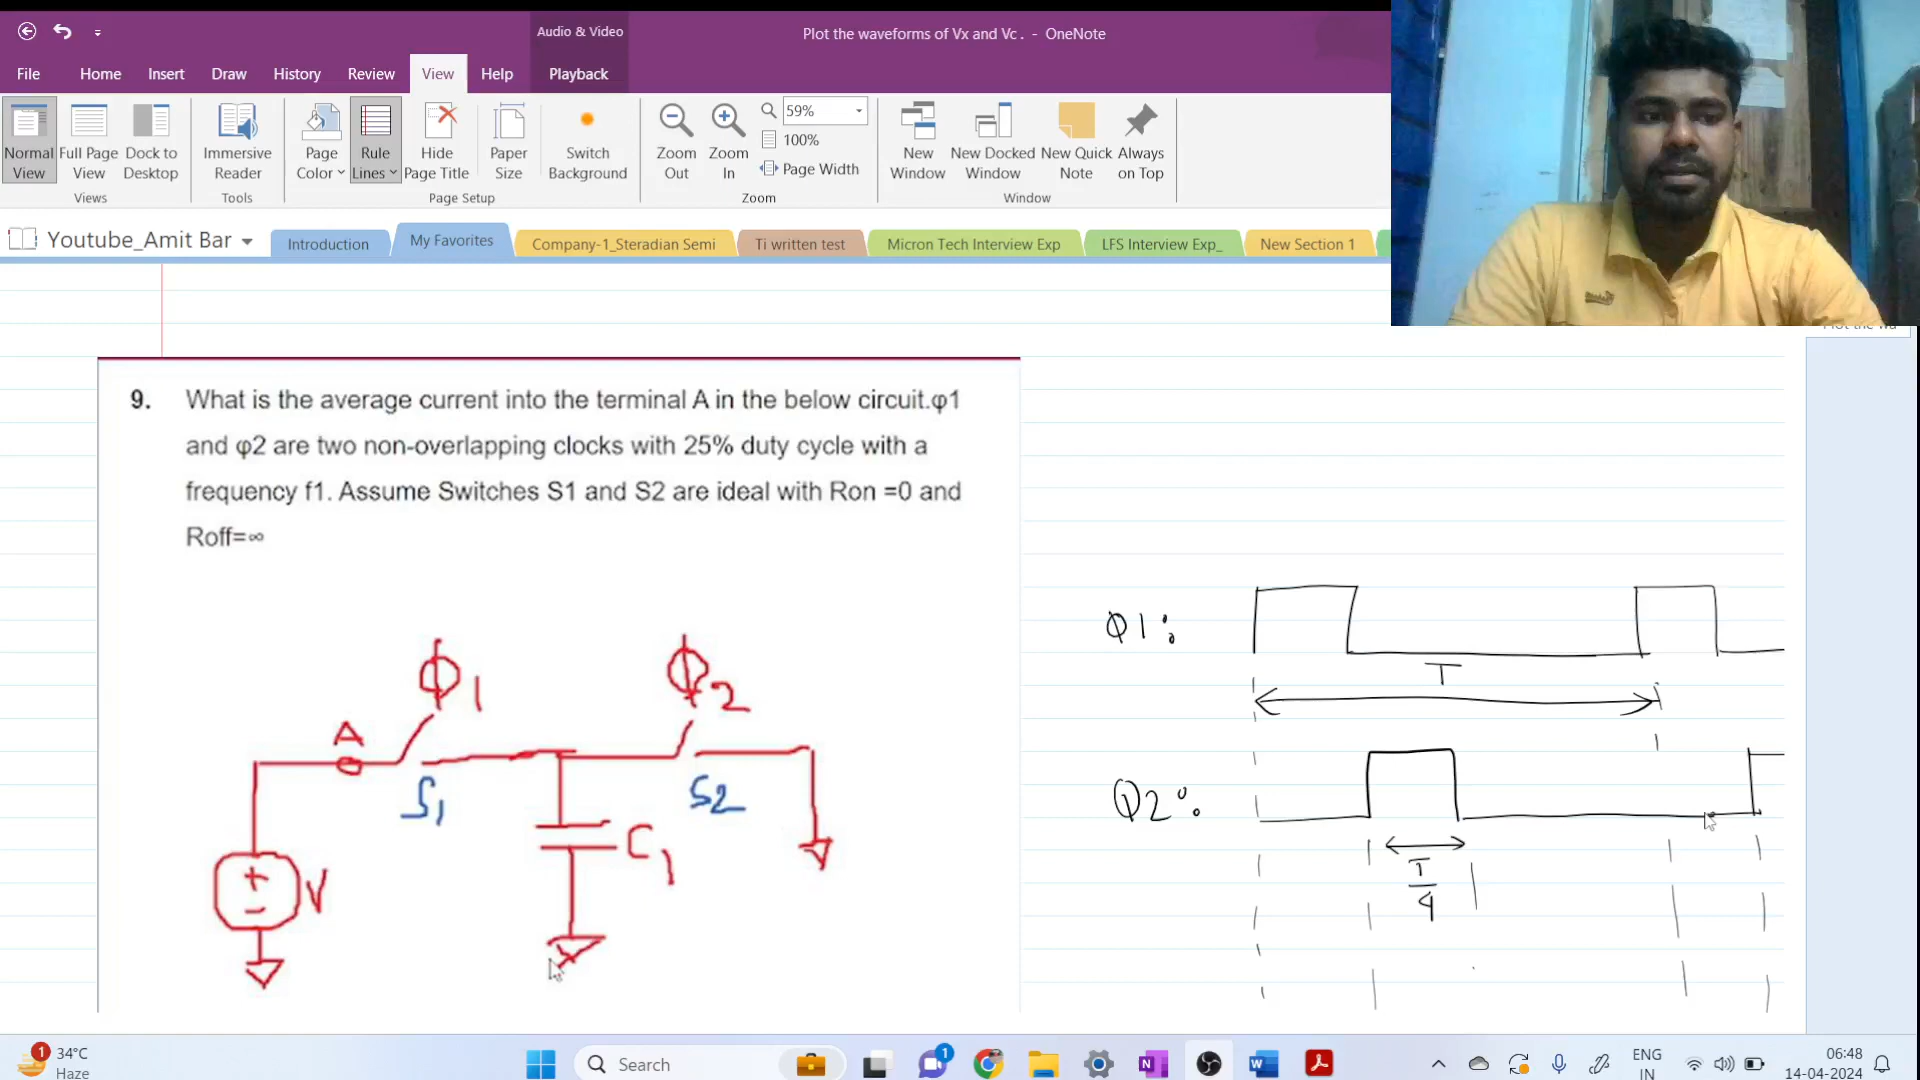 Audio & Video
Plot the waveforms of Vx and Vc . - OneNote
File Home Insert Draw History Review View Help Playback
59%
100%
Page Width
Normal View
Full Page View
Dock to Desktop
Immersive Reader
Page Color
Rule Lines
Hide Page Title
Paper Size
Switch Background
Zoom Out
Zoom In
New Window
New Docked Window
New Quick Note
Always on Top
Views Tools Page Setup Zoom Window
Youtube_Amit Bar
Introduction My Favorites Company-1_Steradian Semi Ti written test Micron Tech Interview Exp LFS Interview Exp_ New Section 1
9. What is the average current into the terminal A in the below circuit.φ1
and φ2 are two non-overlapping clocks with 25% duty cycle with a
frequency f1. Assume Switches S1 and S2 are ideal with Ron =0 and
Roff=∞
Φ1 Φ2
A
S1 S2
C1
+
-
V
Φ1:
T
Φ2:
T/4
1
34°C
Haze
Search
1
ENG
IN
06:48
14-04-2024